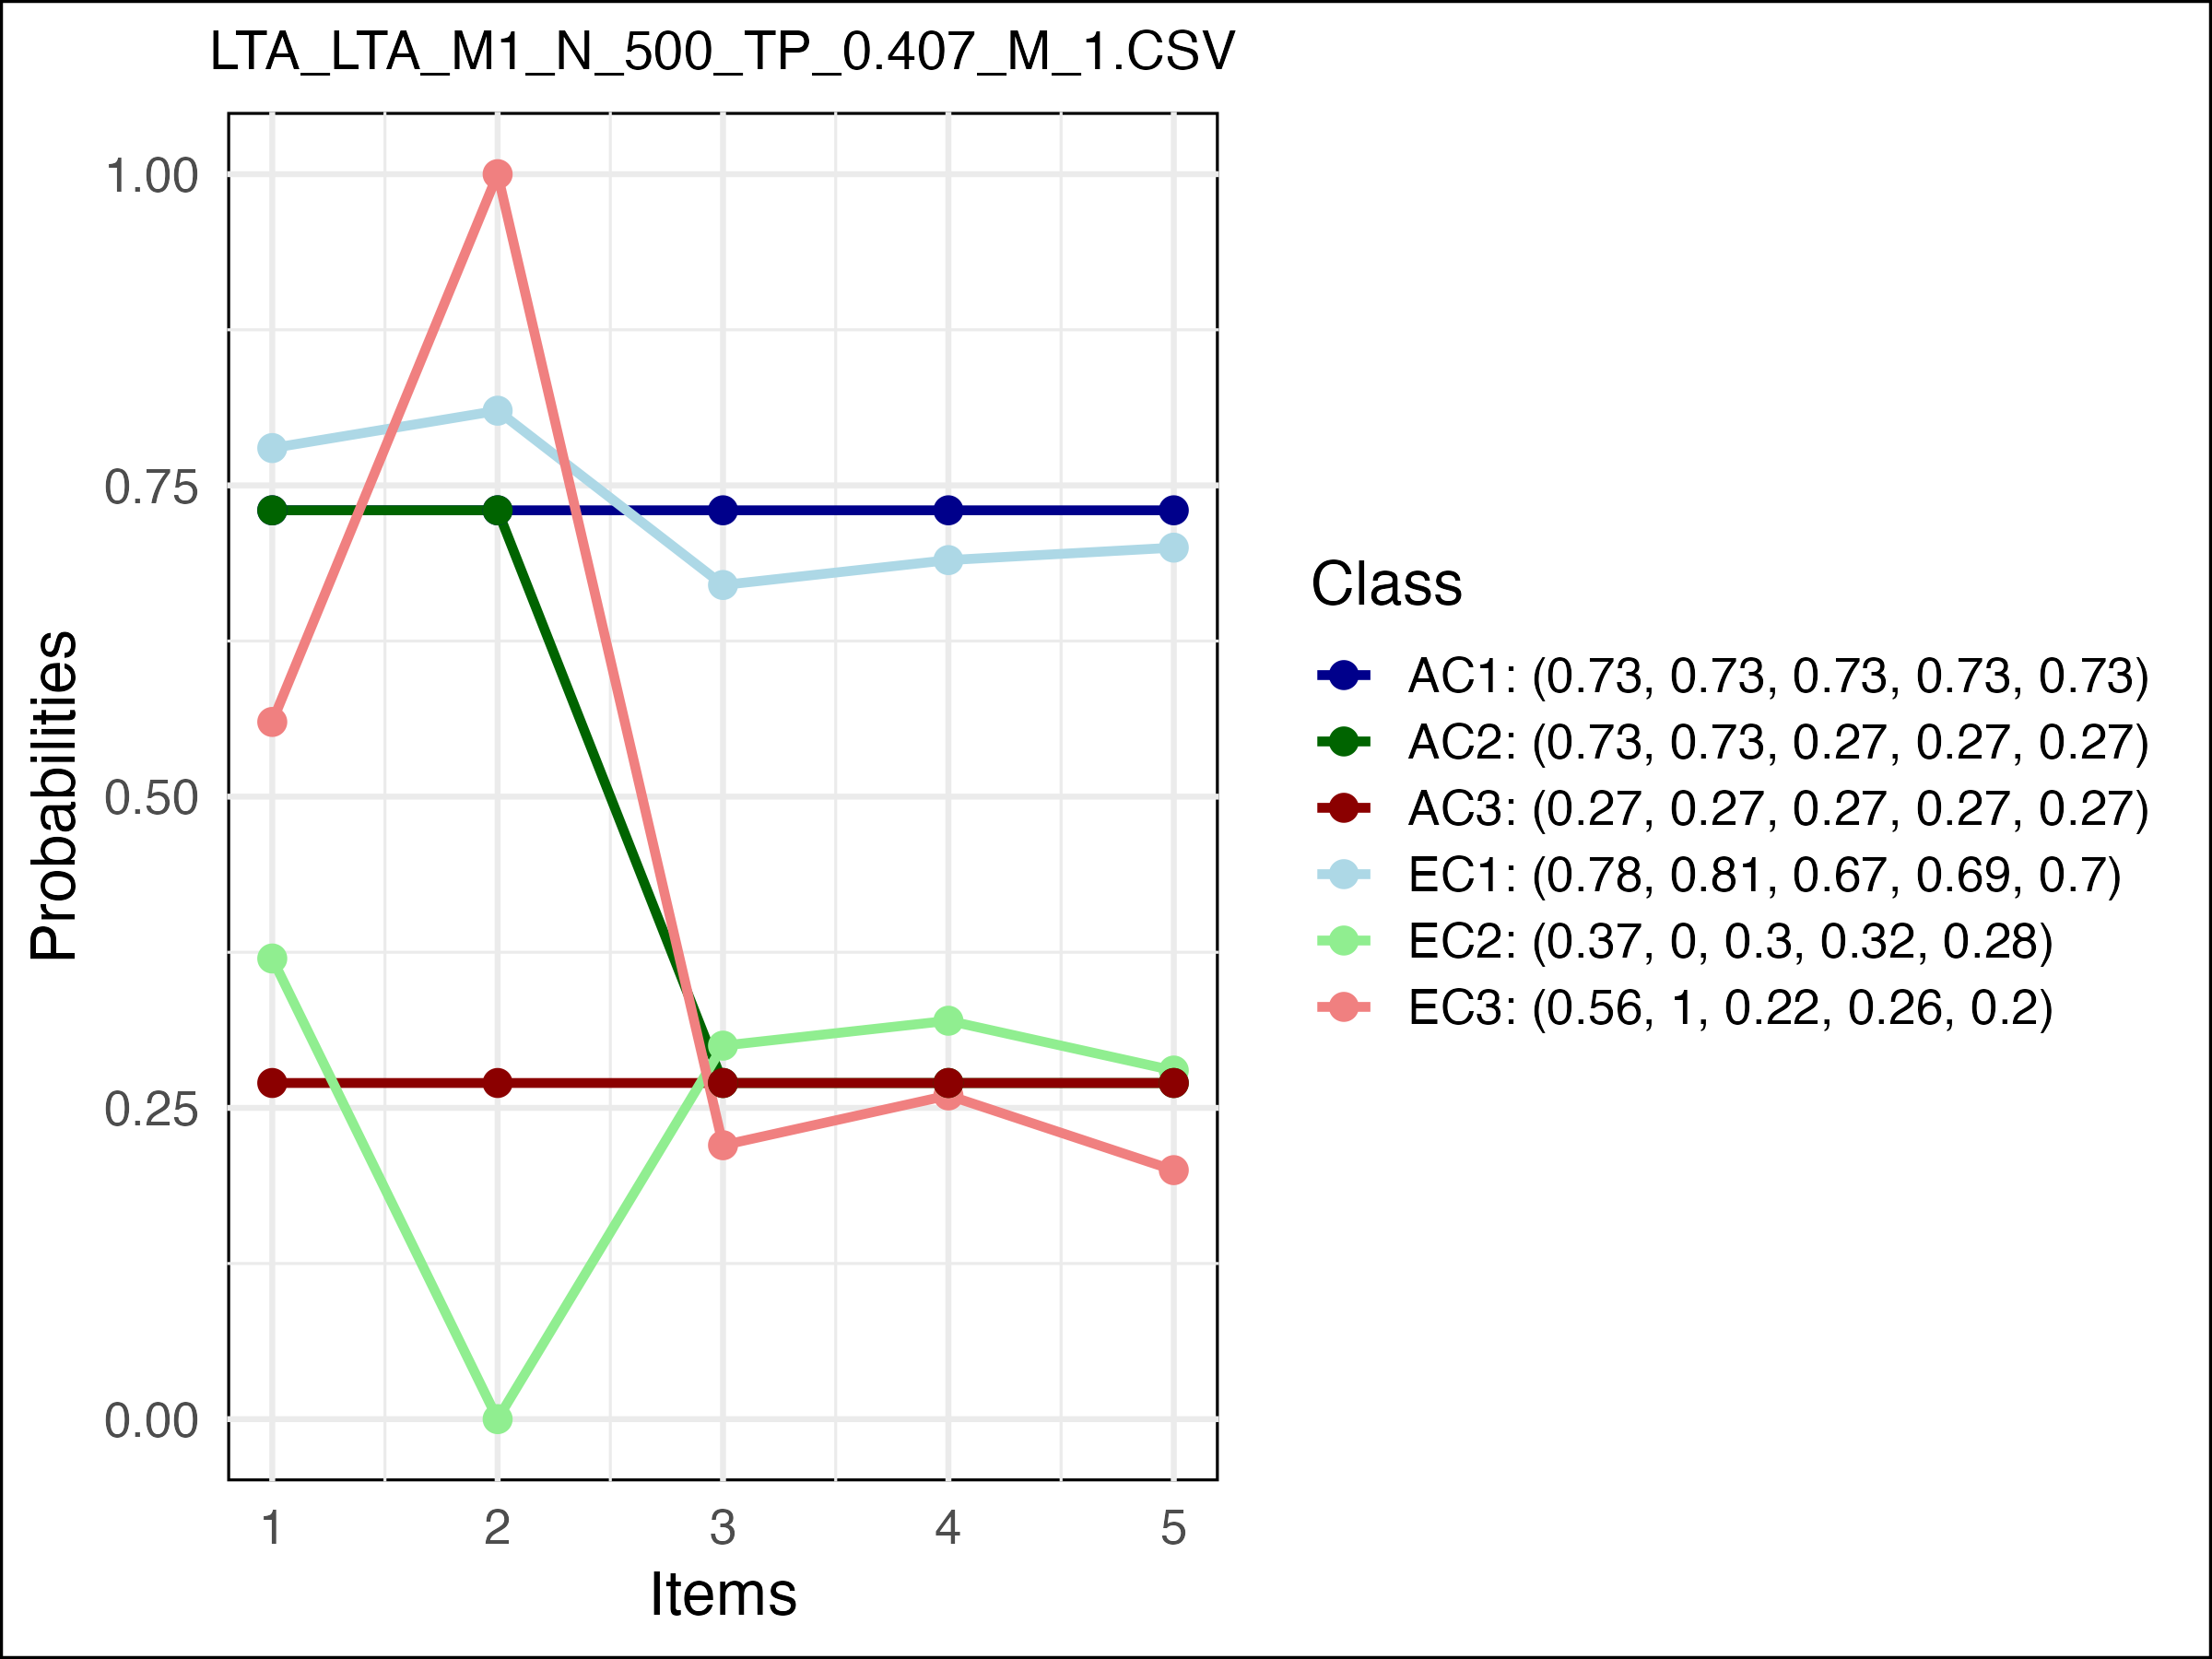 LTA_LTA_M1_N_500_TP_0.407_M_1.CSV
1.00
0.75
0.50
0.25
0.00
Probabilities
1 2 3 4 5
Items
Class
AC1: (0.73, 0.73, 0.73, 0.73, 0.73)
AC2: (0.73, 0.73, 0.27, 0.27, 0.27)
AC3: (0.27, 0.27, 0.27, 0.27, 0.27)
EC1: (0.78, 0.81, 0.67, 0.69, 0.7)
EC2: (0.37, 0, 0.3, 0.32, 0.28)
EC3: (0.56, 1, 0.22, 0.26, 0.2)